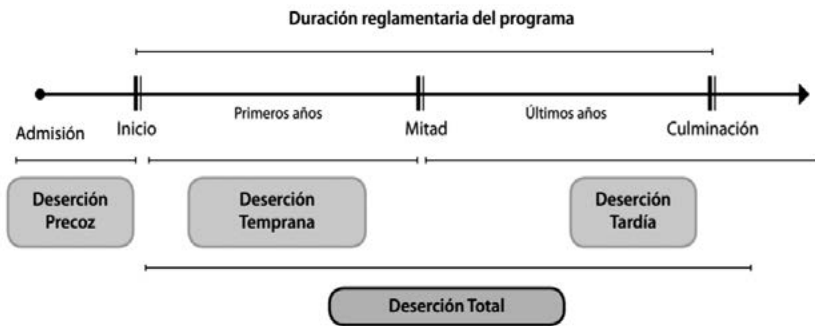 Duración reglamentaria del programa
Primeros años
Últimos años
Admisión
Inicio
Mitad
Culminación
Deserción
Precoz
Deserción
Temprana
Deserción
Tardía
Deserción Total